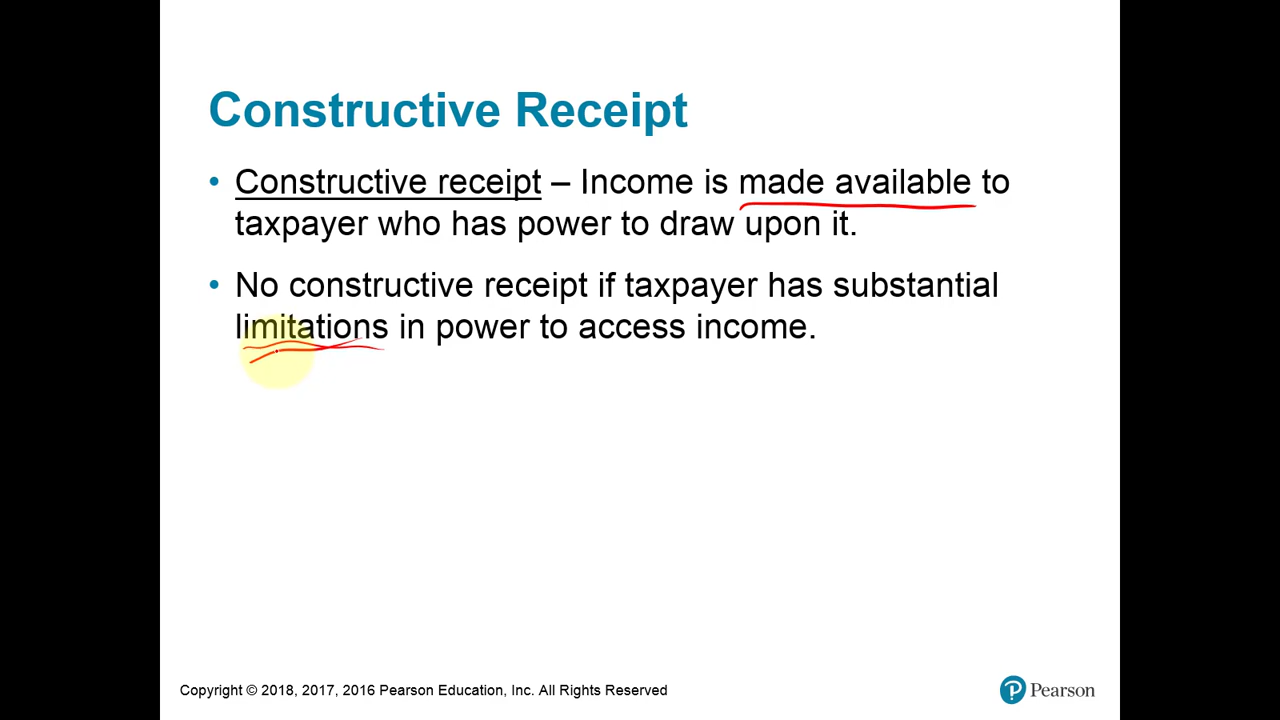 Constructive Receipt
• Constructive receipt – Income is made available to
taxpayer who has power to draw upon it.
• No constructive receipt if taxpayer has substantial
limitations in power to access income.
Copyright © 2018, 2017, 2016 Pearson Education, Inc. All Rights Reserved
P Pearson